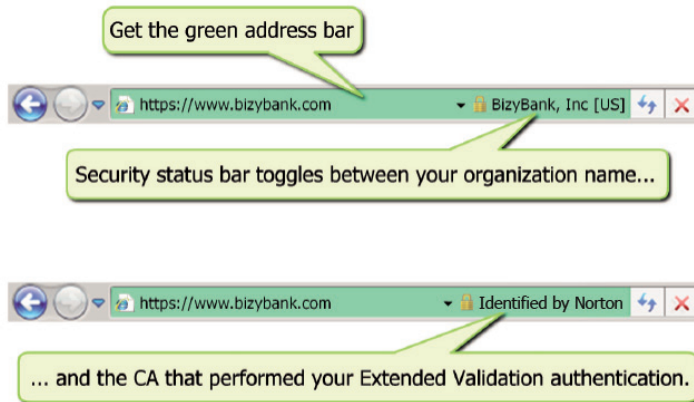 Get the green address bar
https://www.bizybank.com BizyBank, Inc [US]
Security status bar toggles between your organization name...
https://www.bizybank.com Identified by Norton
... and the CA that performed your Extended Validation authentication.